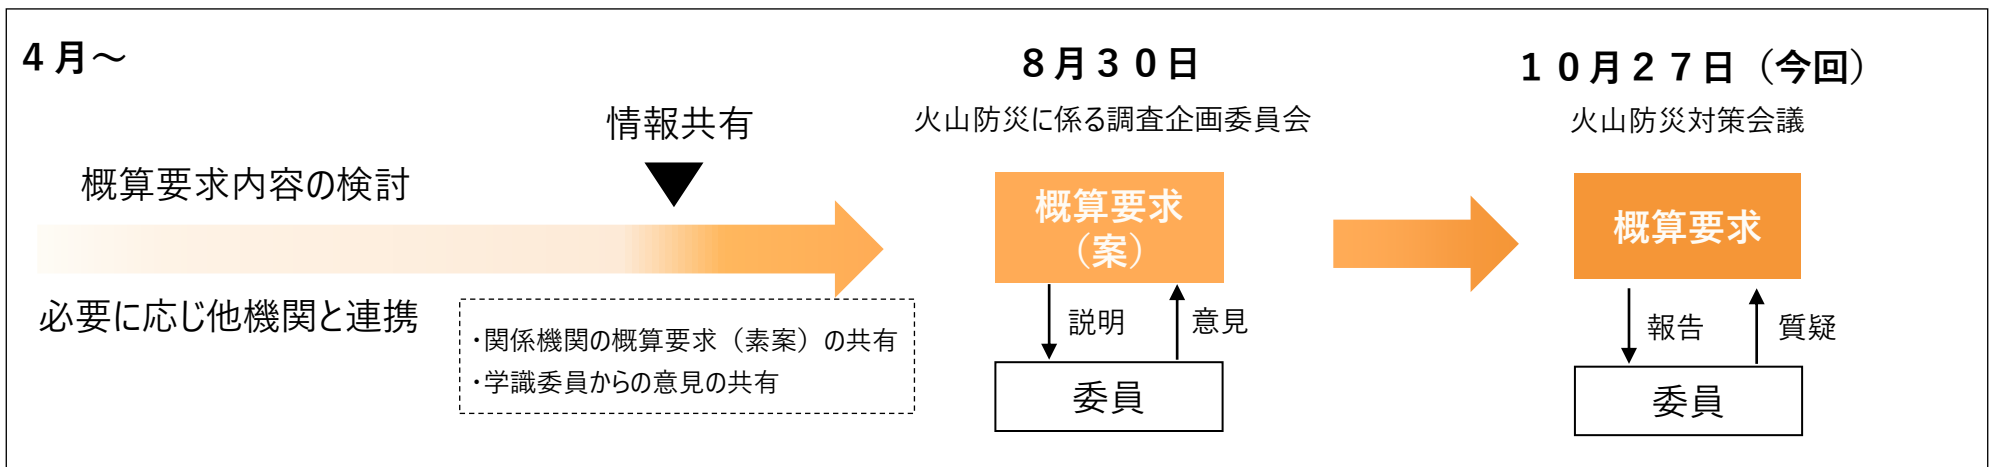 ４月～
情報共有
概算要求内容の検討
必要に応じ他機関と連携
・関係機関の概算要求（素案）の共有
・学識委員からの意見の共有
８月３０日
火山防災に係る調査企画委員会
概算要求
（案）
説明
意見
委員
１０月２７日（今回）
火山防災対策会議
概算要求
報告
質疑
委員